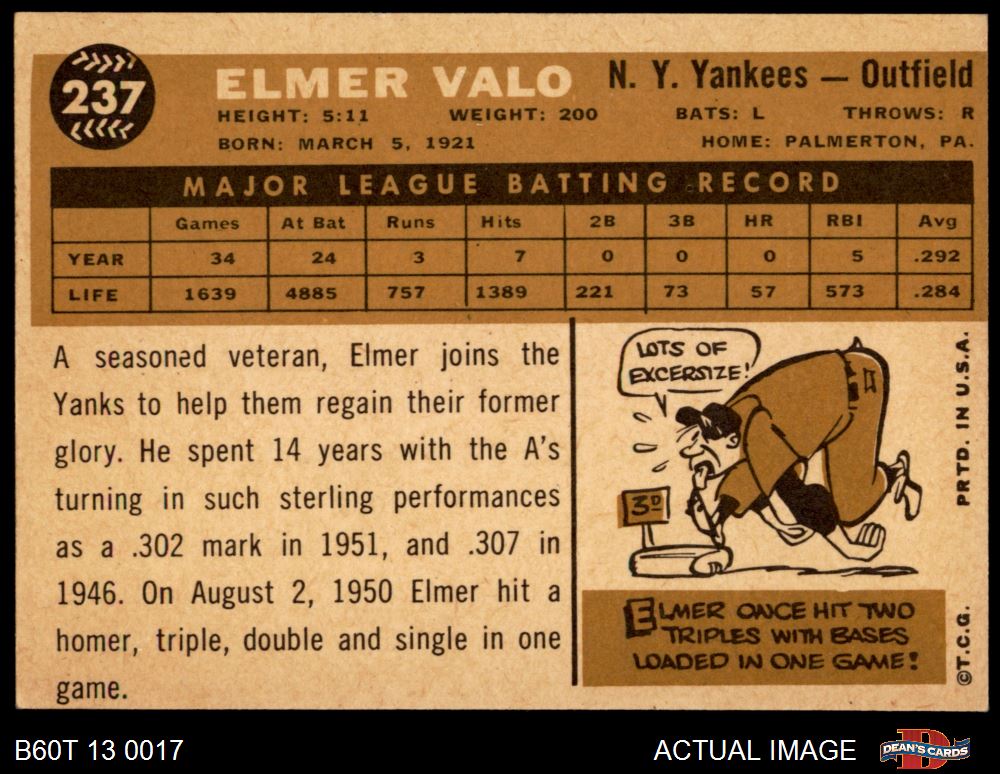 237
ELMER VALO N. Y. Yankees — Outfield
HEIGHT: 5:11 WEIGHT: 200 BATS: L THROWS: R
BORN: MARCH 5, 1921 HOME: PALMERTON, PA.
MAJOR LEAGUE BATTING RECORD
Games At Bat Runs Hits 2B 3B HR RBI Avg
YEAR 34 24 3 7 0 0 0 5 .292
LIFE 1639 4885 757 1389 221 73 57 573 .284
A seasoned veteran, Elmer joins the
Yanks to help them regain their former
glory. He spent 14 years with the A's
turning in such sterling performances
as a .302 mark in 1951, and .307 in
1946. On August 2, 1950 Elmer hit a
homer, triple, double and single in one
game.
LOTS OF
EXCERSIZE!
3D
ELMER ONCE HIT TWO
TRIPLES WITH BASES
LOADED IN ONE GAME!
©T.C.G. PRTD. IN U.S.A.
B60T 13 0017 ACTUAL IMAGE
D
DEAN'S CARDS